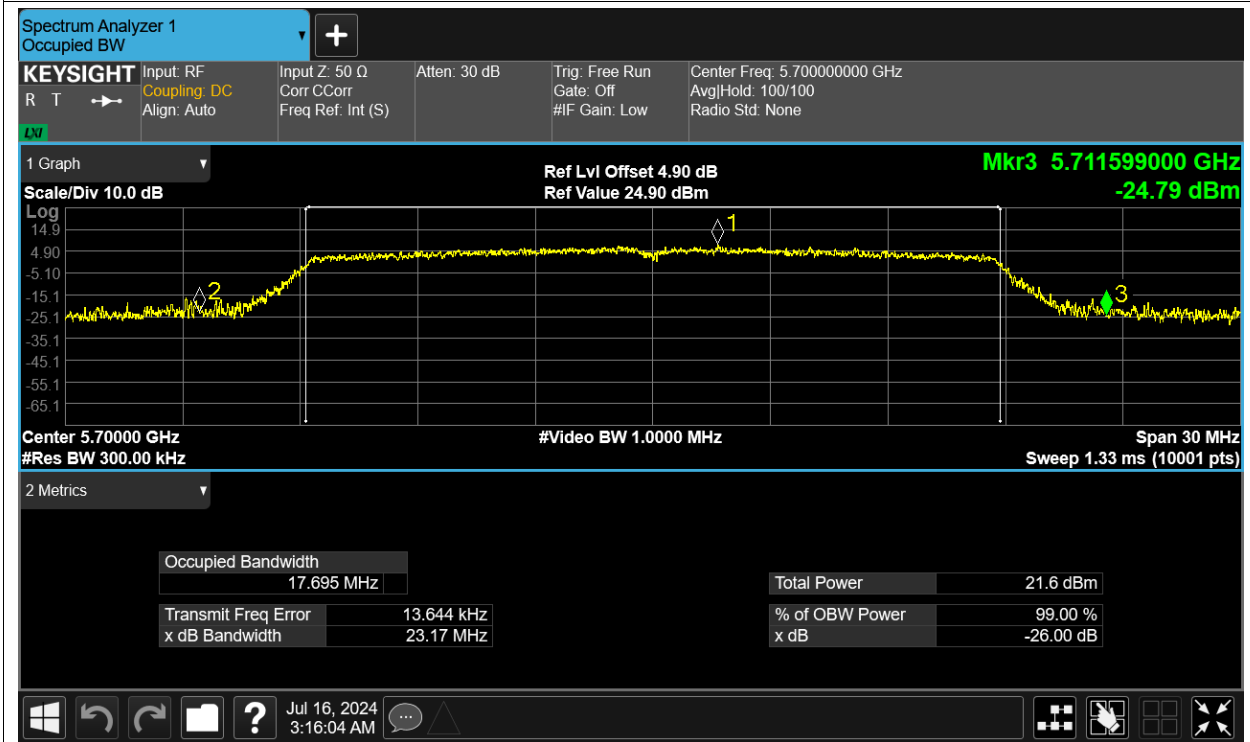 Spectrum Analyzer 1
Occupied BW
KEYSIGHT
R T
LXI
Input: RF
Coupling: DC
Align: Auto
Input Z: 50 Ω
Corr CCorr
Freq Ref: Int (S)
Atten: 30 dB
Trig: Free Run
Gate: Off
#IF Gain: Low
Center Freq: 5.700000000 GHz
Avg|Hold: 100/100
Radio Std: None
1 Graph
Scale/Div 10.0 dB
Ref Lvl Offset 4.90 dB
Ref Value 24.90 dBm
Mkr3 5.711599000 GHz
-24.79 dBm
Log
14.9
4.90
-5.10
-15.1
-25.1
-35.1
-45.1
-55.1
-65.1
1
2
3
Center 5.70000 GHz
#Res BW 300.00 kHz
#Video BW 1.0000 MHz
Span 30 MHz
Sweep 1.33 ms (10001 pts)
2 Metrics
Occupied Bandwidth
17.695 MHz
Transmit Freq Error 13.644 kHz
x dB Bandwidth 23.17 MHz
Total Power 21.6 dBm
% of OBW Power 99.00 %
x dB -26.00 dB
?
Jul 16, 2024
3:16:04 AM